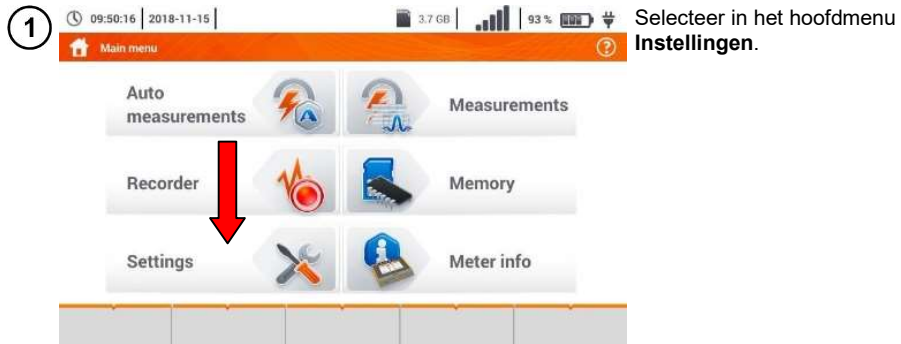 1
09:50:16 2018-11-15 3.7 GB 93 %
Main menu ?
Auto
measurements
Measurements
Recorder
Memory
Settings
Meter info
Selecteer in het hoofdmenu
Instellingen.